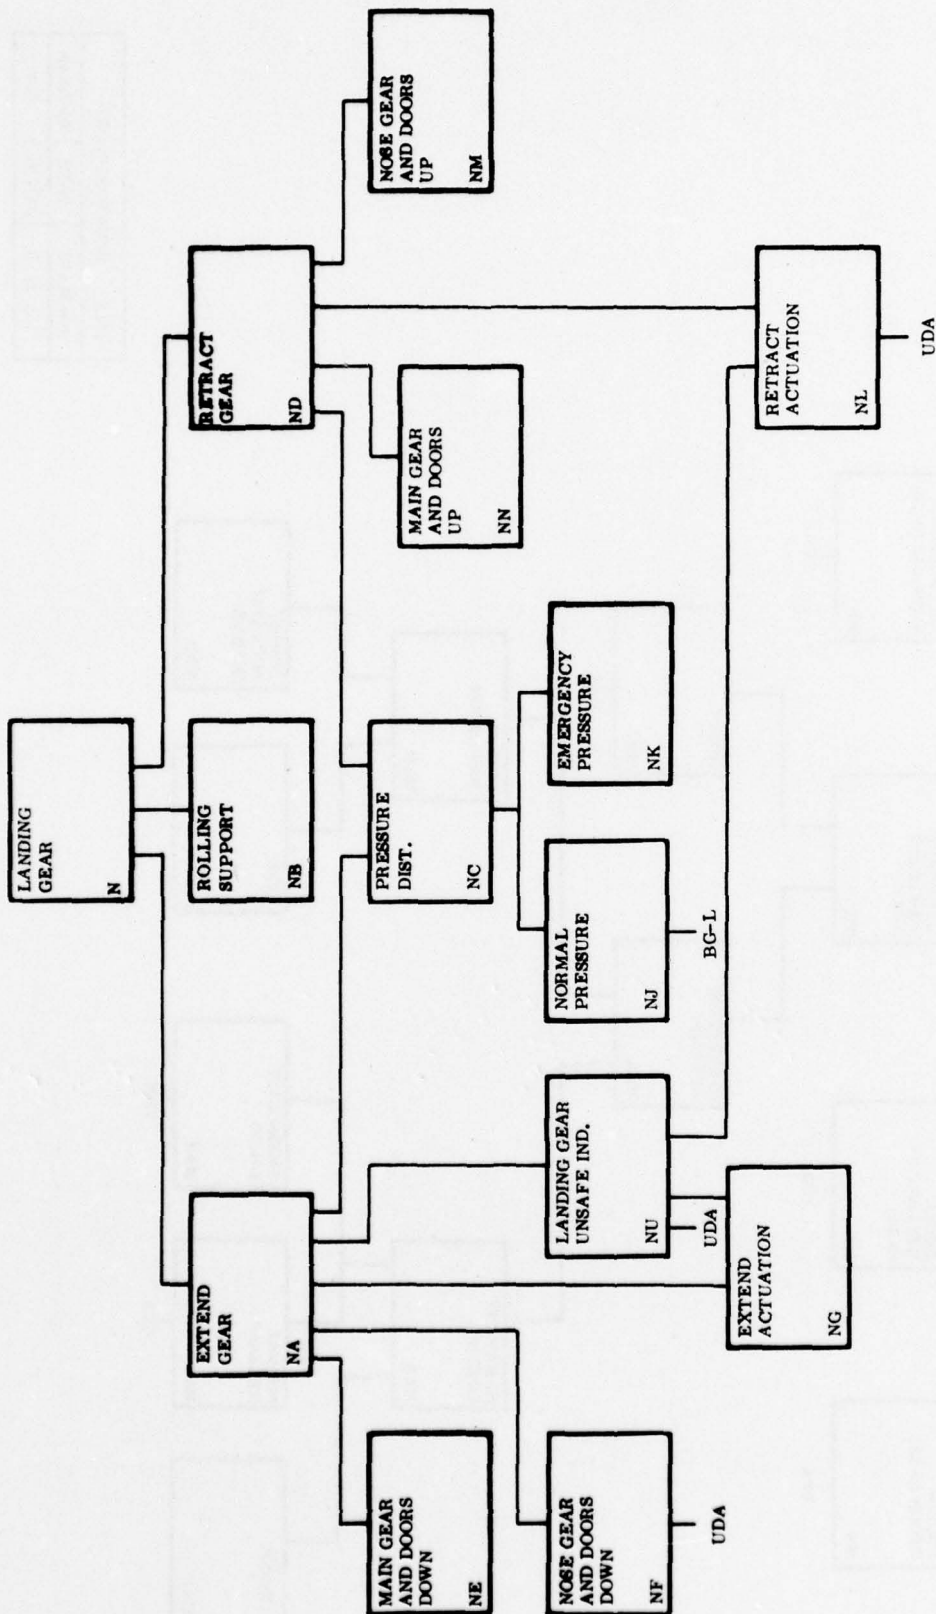 LANDING
GEAR
N
EXTEND
GEAR
NA
ROLLING
SUPPORT
NB
RETRACT
GEAR
ND
MAIN GEAR
AND DOORS
DOWN
NE
PRESSURE
DIST.
NC
MAIN GEAR
AND DOORS
UP
NN
NOSE GEAR
AND DOORS
UP
NM
NOSE GEAR
AND DOORS
DOWN
NF
UDA
LANDING GEAR
UNSAFE IND.
NU
UDA
NORMAL
PRESSURE
NJ
BG-L
EMERGENCY
PRESSURE
NK
EXTEND
ACTUATION
NG
RETRACT
ACTUATION
NL
UDA